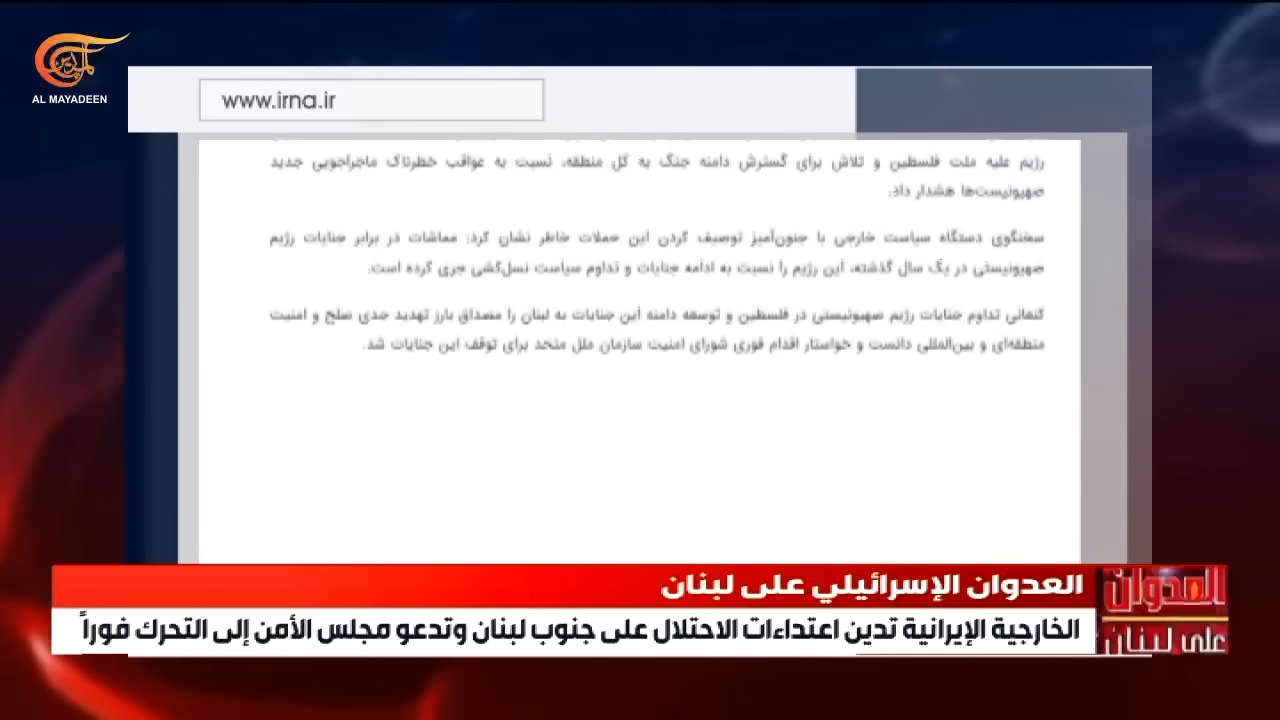 AL MAYADEEN
www.irna.ir
رژیم علیه ملت فلسطین و تلاش برای گسترش دامنه جنگ به کل منطقه، نسبت به عواقب خطرناک ماجراجویی جدید
صهیونیست‌ها هشدار داد.
سخنگوی دستگاه سیاست خارجی با جنون‌آمیز توصیف کردن این حملات خاطر نشان کرد: مماشات در برابر جنایات رژیم
صهیونیستی در یک سال گذشته، این رژیم را نسبت به ادامه جنایات و تداوم سیاست نسل‌کشی جری کرده است.
کنعانی تداوم جنایات رژیم صهیونیستی در فلسطین و توسعه دامنه این جنایات به لبنان را مصداق بارز تهدید جدی صلح و امنیت
منطقه‌ای و بین‌المللی دانست و خواستار اقدام فوری شورای امنیت سازمان ملل متحد برای توقف این جنایات شد.
العدوان الإسرائيلي على لبنان
الخارجية الإيرانية تدين اعتداءات الاحتلال على جنوب لبنان وتدعو مجلس الأمن إلى التحرك فوراً
العدوان
على لبنان